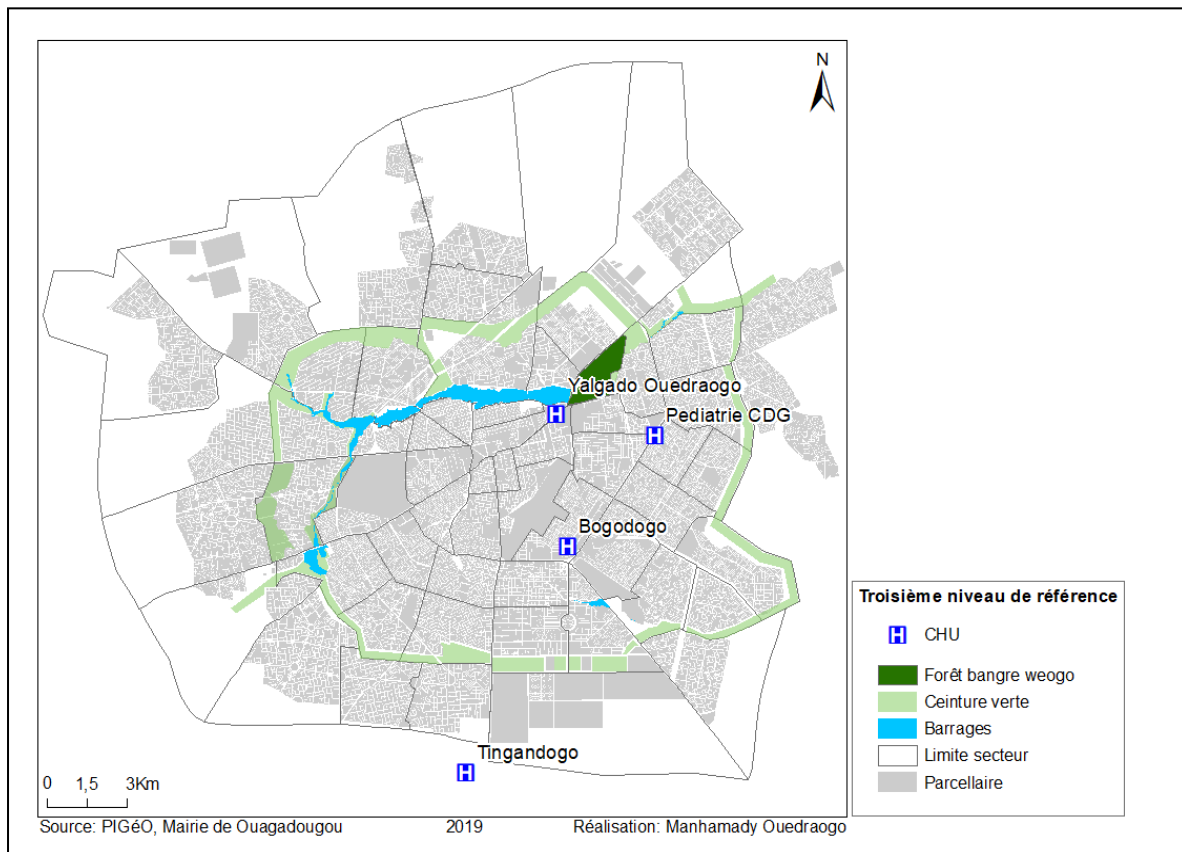 N
Yalgado Ouedraogo
Pediatrie CDG
Bogodogo
Tingandogo
0 1,5 3Km
Source: PIGéO, Mairie de Ouagadougou 2019 Réalisation: Manhamady Ouedraogo
Troisième niveau de référence
H CHU
Forêt bangre weogo
Ceinture verte
Barrages
Limite secteur
Parcellaire